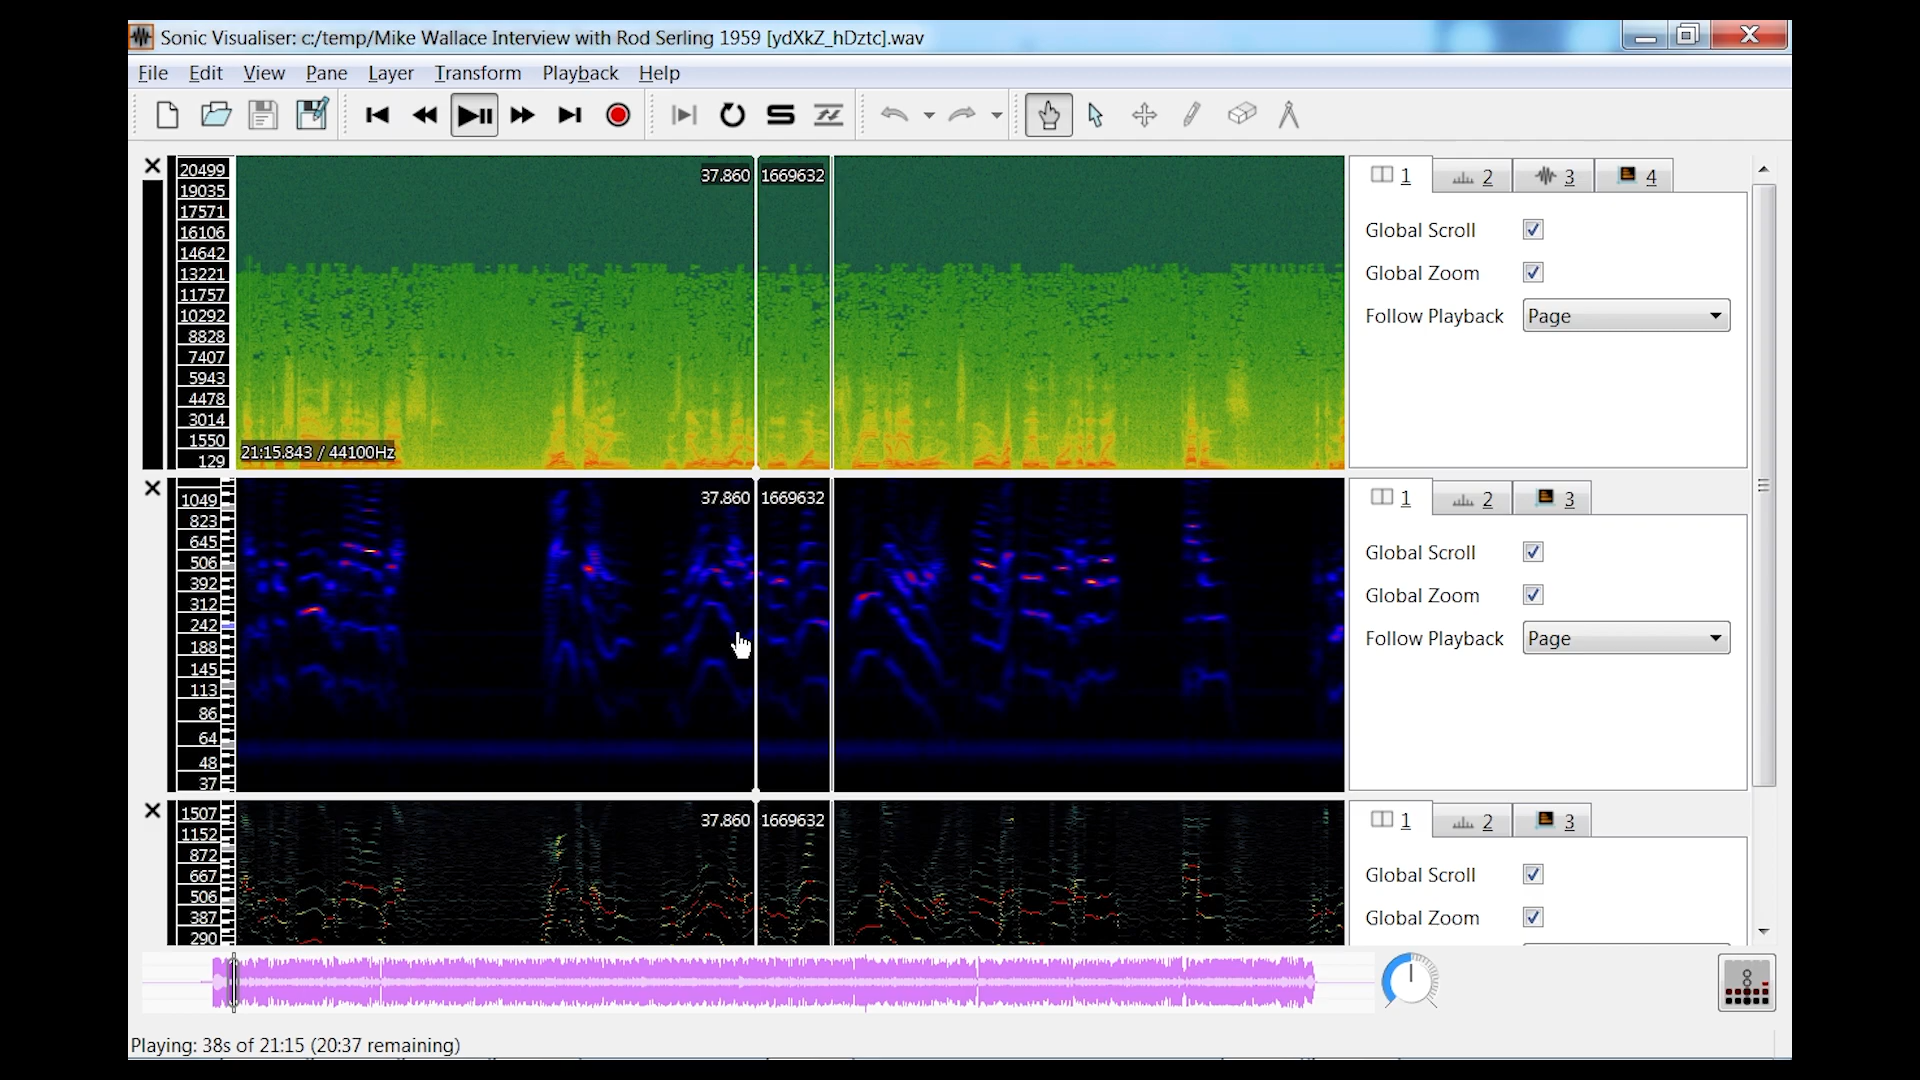 Sonic Visualiser: c:/temp/Mike Wallace Interview with Rod Serling 1959 [ydXkZ_hDztc].wav
File Edit View Pane Layer Transform Playback Help
20499
19035
17571
16106
14642
13221
11757
10292
8828
7407
5943
4478
3014
1550
129
37.860 1669632
21:15.843 / 44100Hz
1 2 3 4
Global Scroll
Global Zoom
Follow Playback Page
1049
823
645
506
392
312
242
188
145
113
86
64
48
37
37.860 1669632
1 2 3
Global Scroll
Global Zoom
Follow Playback Page
1507
1152
872
667
506
387
290
37.860 1669632
1 2 3
Global Scroll
Global Zoom
Playing: 38s of 21:15 (20:37 remaining)